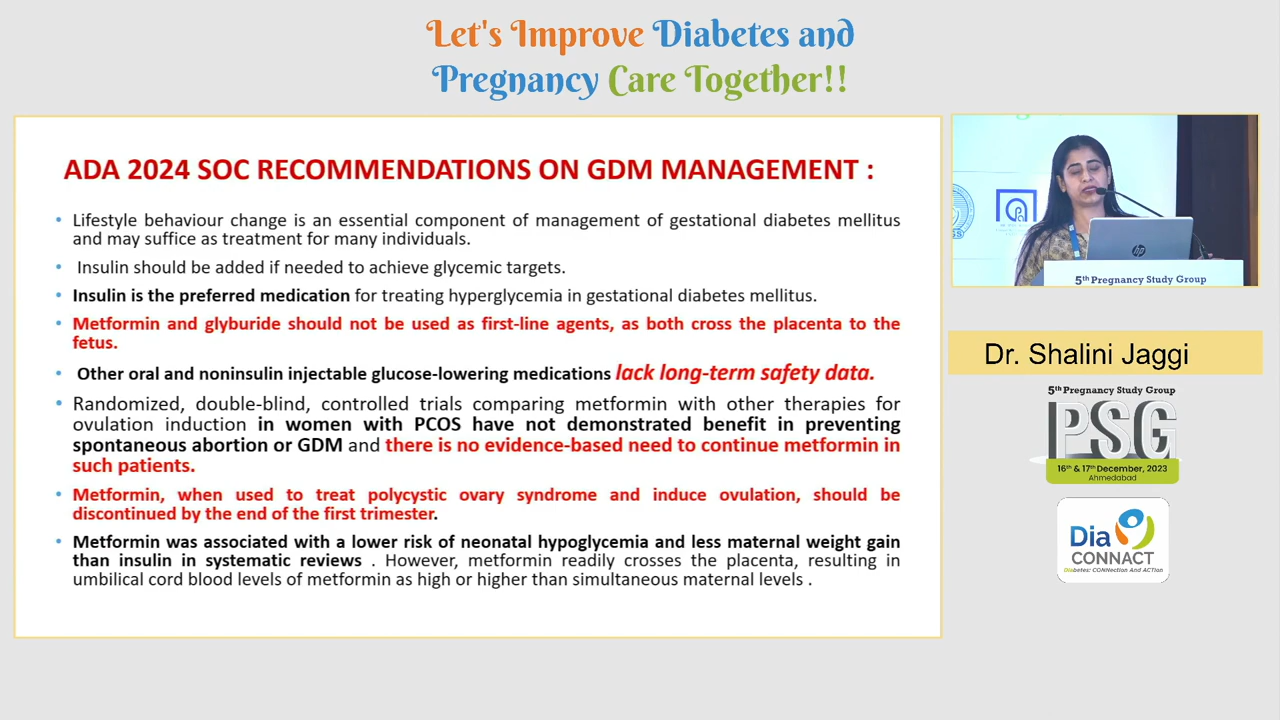 Let's Improve Diabetes and
Pregnancy Care Together!!
ADA 2024 SOC RECOMMENDATIONS ON GDM MANAGEMENT :
• Lifestyle behaviour change is an essential component of management of gestational diabetes mellitus
and may suffice as treatment for many individuals.
• Insulin should be added if needed to achieve glycemic targets.
• Insulin is the preferred medication for treating hyperglycemia in gestational diabetes mellitus.
• Metformin and glyburide should not be used as first-line agents, as both cross the placenta to the
fetus.
• Other oral and noninsulin injectable glucose-lowering medications lack long-term safety data.
• Randomized, double-blind, controlled trials comparing metformin with other therapies for
ovulation induction in women with PCOS have not demonstrated benefit in preventing
spontaneous abortion or GDM and there is no evidence-based need to continue metformin in
such patients.
• Metformin, when used to treat polycystic ovary syndrome and induce ovulation, should be
discontinued by the end of the first trimester.
• Metformin was associated with a lower risk of neonatal hypoglycemia and less maternal weight gain
than insulin in systematic reviews . However, metformin readily crosses the placenta, resulting in
umbilical cord blood levels of metformin as high or higher than simultaneous maternal levels .
hp
5th Pregnancy Study Group
Dr. Shalini Jaggi
5th Pregnancy Study Group
PSG
16th & 17th December, 2023
Ahmedabad
Dia
CONNACT
Diabetes: CONNection And ACTion